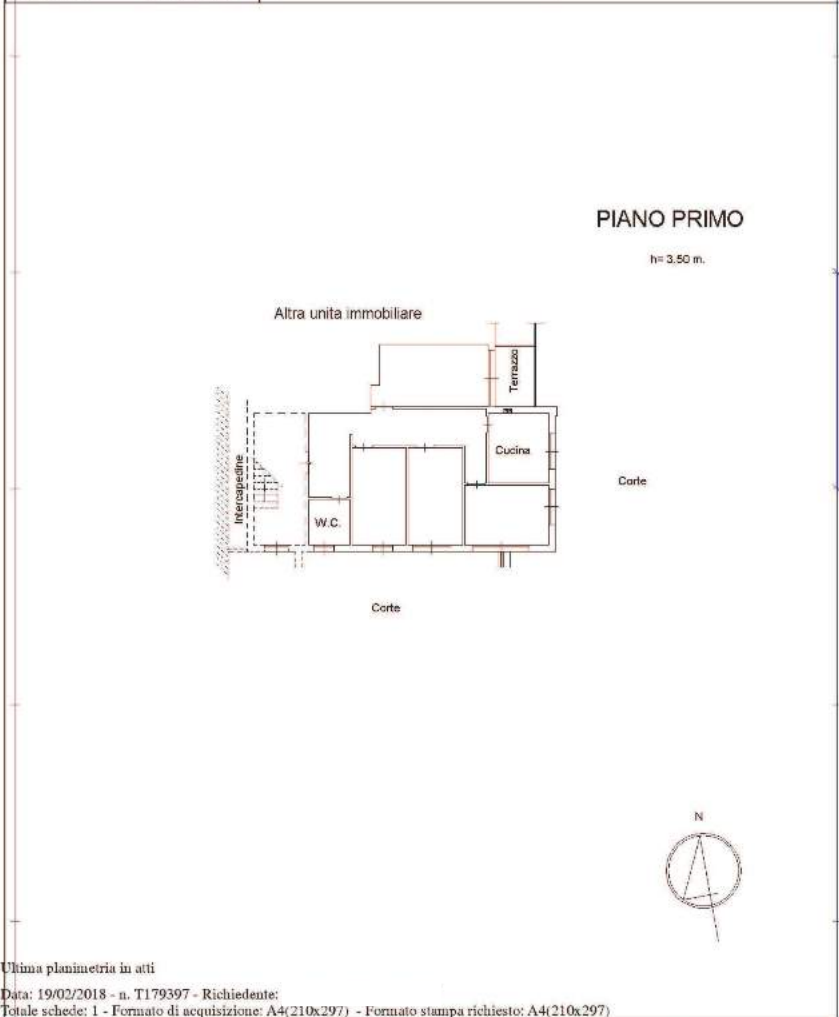 PIANO PRIMO
h= 3.50 m.
Altra unita immobiliare
Terrazzo
Cucina
Intercapedine
W.C.
Corte
Corte
N
Ultima planimetria in atti
Data: 19/02/2018 - n. T179397 - Richiedente:
Totale schede: 1 - Formato di acquisizione: A4(210x297) - Formato stampa richiesto: A4(210x297)